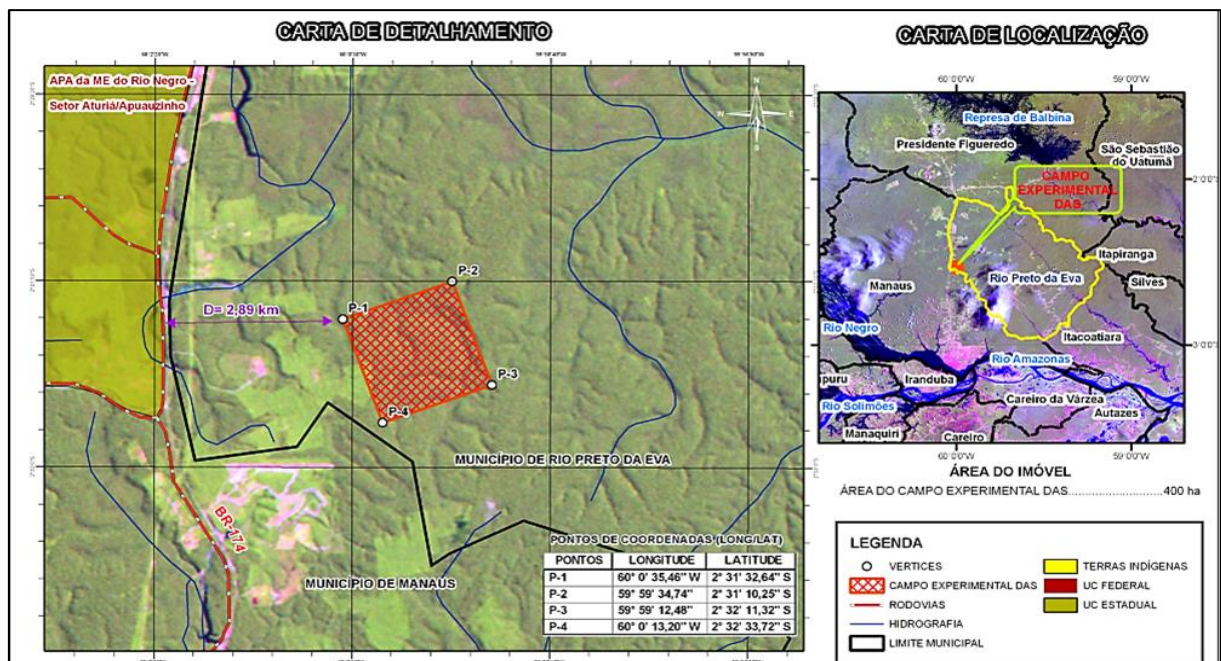 CARTA DE DETALHAMENTO
APA da ME do Rio Negro -
Setor Aturiá/Apuauzinho
N
W
E
S
P-1
P-2
P-3
P-4
D= 2,89 km
MUNICÍPIO DE RIO PRETO DA EVA
BR-174
MUNICÍPIO DE MANAUS
PONTOS DE COORDENADAS (LONG/LAT)
PONTOS LONGITUDE LATITUDE
P-1 60° 0' 35,46" W 2° 31' 32,64" S
P-2 59° 59' 34,74" W 2° 31' 10,25" S
P-3 59° 59' 12,48" W 2° 32' 11,32" S
P-4 60° 0' 13,20" W 2° 32' 33,72" S
CARTA DE LOCALIZAÇÃO
60°0'0"W 59°0'0"W
Represa de Balbina
Presidente Figueredo
São Sebastião
do Uatumã
CAMPO
EXPERIMENTAL
DAS
2°0'0"S
Itapiranga
Rio Preto da Eva
Manaus
Silves
Rio Negro
Itacoatiara
3°0'0"S
Rio Amazonas
Iranduba
Careiro da Várzea
Rio Solimões
Autazes
Manaquiri
Careiro
60°0'0"W 59°0'0"W
ÁREA DO IMÓVEL
ÁREA DO CAMPO EXPERIMENTAL DAS..............................400 ha
LEGENDA
VERTICES
CAMPO EXPERIMENTAL DAS
RODOVIAS
HIDROGRAFIA
LIMITE MUNICIPAL
TERRAS INDÍGENAS
UC FEDERAL
UC ESTADUAL